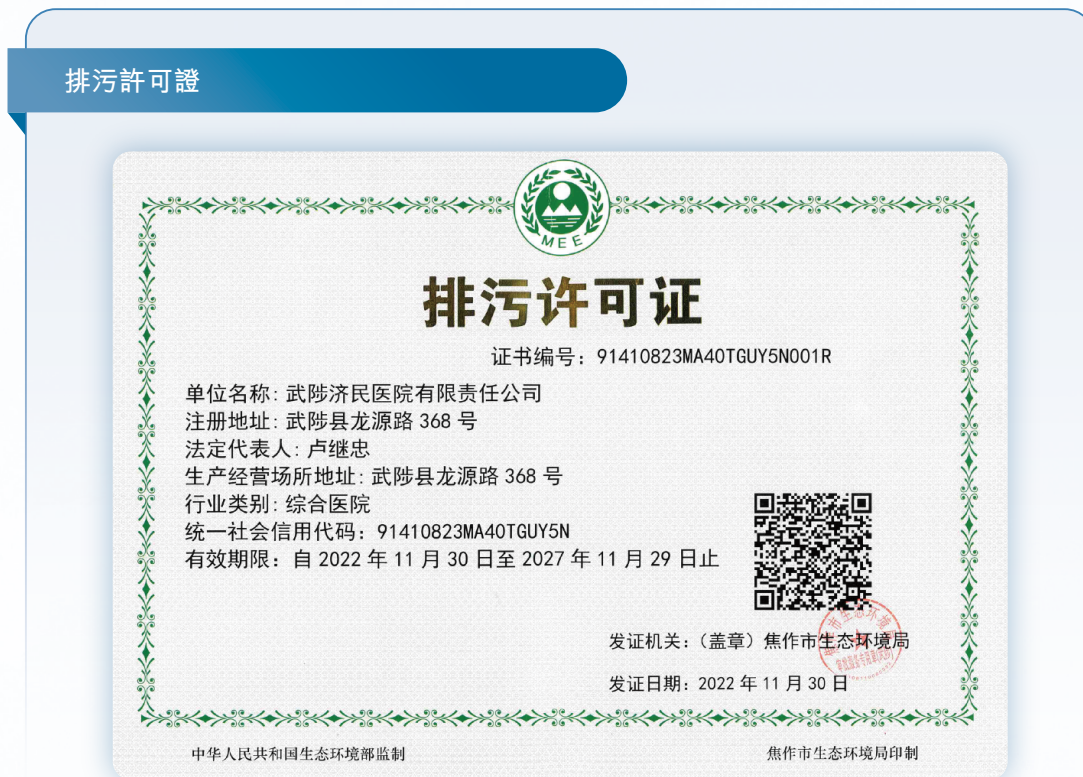 排污許可證
MEE
排污许可证
证书编号：91410823MA40TGUY5N001R
单位名称：武陟济民医院有限责任公司
注册地址：武陟县龙源路 368 号
法定代表人：卢继忠
生产经营场所地址：武陟县龙源路 368 号
行业类别：综合医院
统一社会信用代码：91410823MA40TGUY5N
有效期限：自 2022 年 11 月 30 日至 2027 年 11 月 29 日止
发证机关：（盖章）焦作市生态环境局
发证日期：2022 年 11 月 30 日
中华人民共和国生态环境部监制
焦作市生态环境局印制